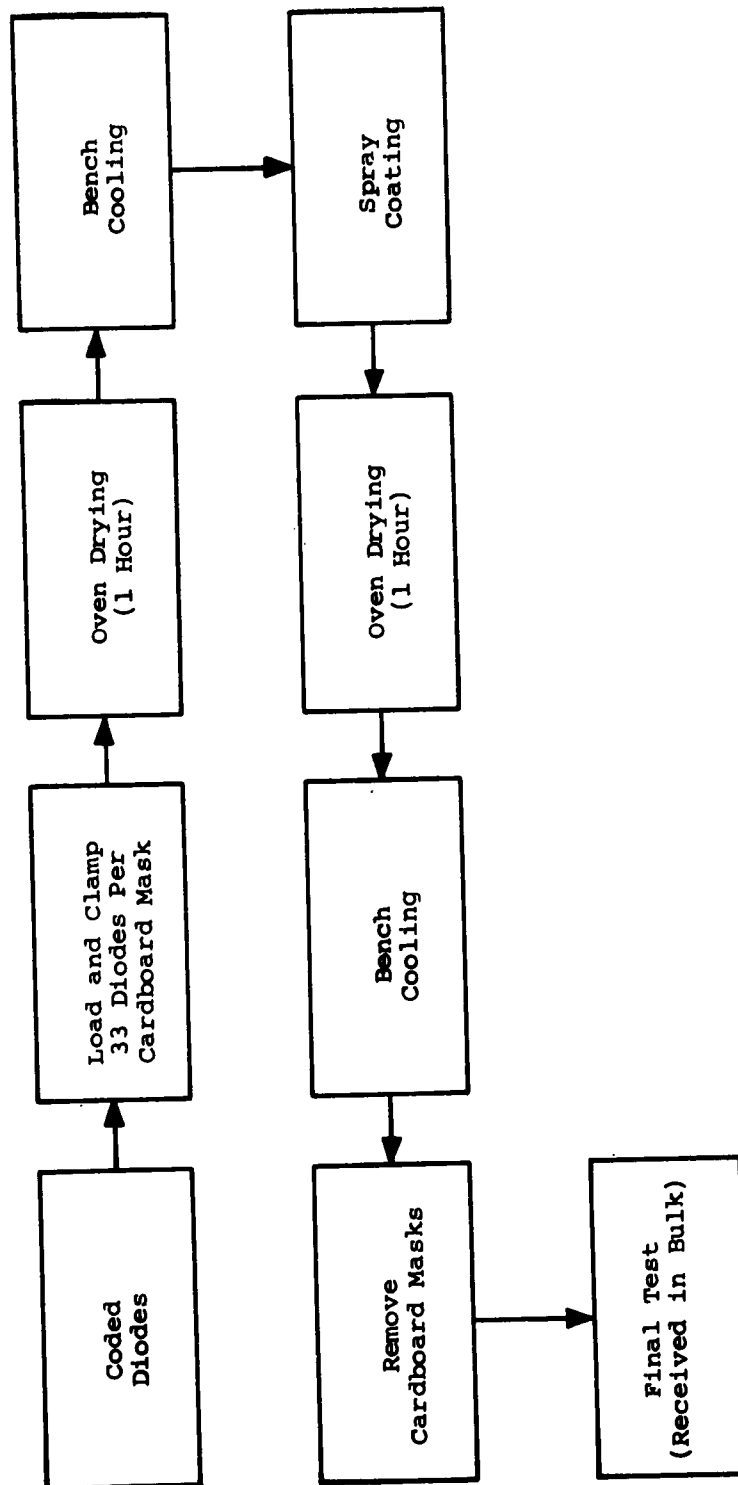 Coded
Diodes
Load and Clamp
33 Diodes Per
Cardboard Mask
Oven Drying
(1 Hour)
Bench
Cooling
Spray
Coating
Oven Drying
(1 Hour)
Bench
Cooling
Remove
Cardboard Masks
Final Test
(Received in Bulk)